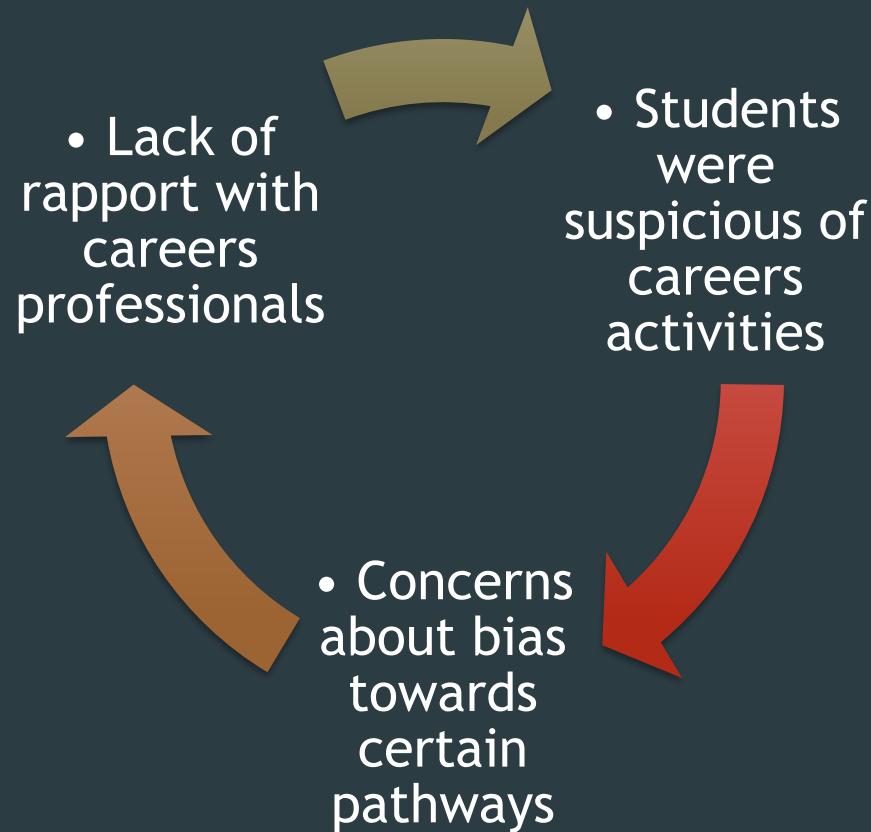 • Lack of
rapport with
careers
professionals
• Students
were
suspicious of
careers
activities
• Concerns
about bias
towards
certain
pathways